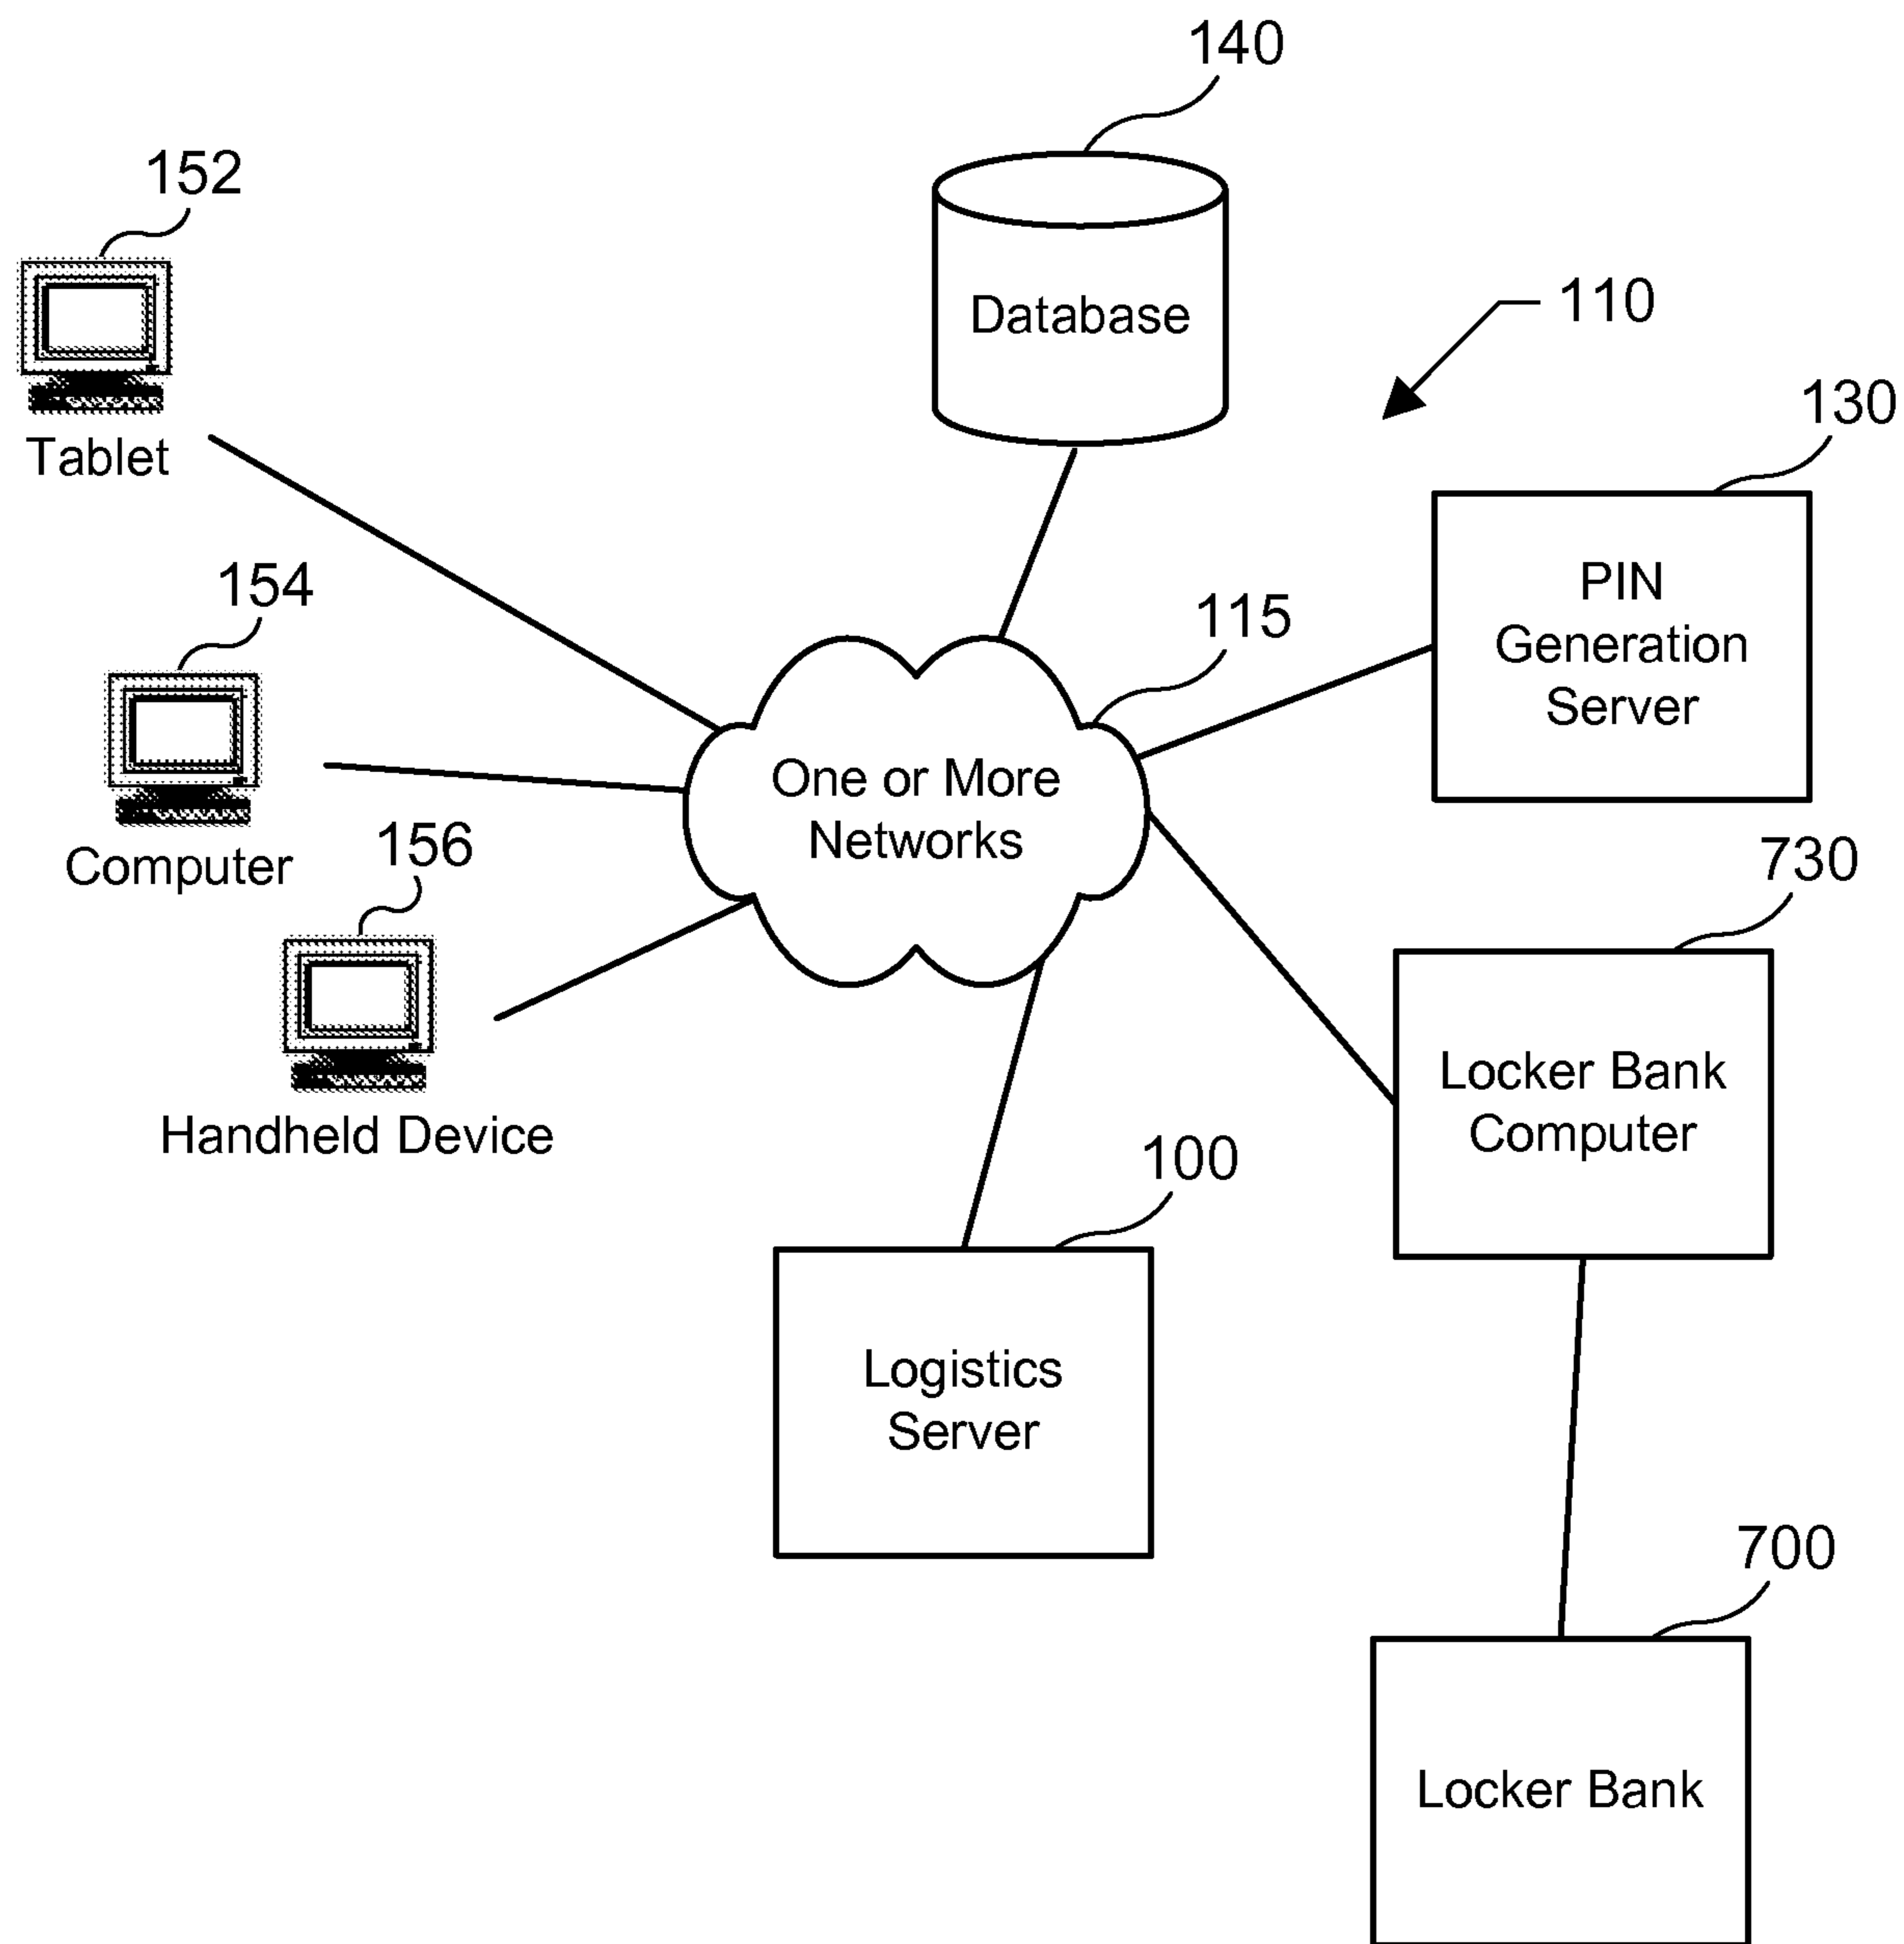 140
152
Database
110
Tablet
130
PIN
Generation
Server
154
115
Computer
One or More
Networks
156
730
Handheld Device
Locker Bank
Computer
100
Logistics
Server
700
Locker Bank